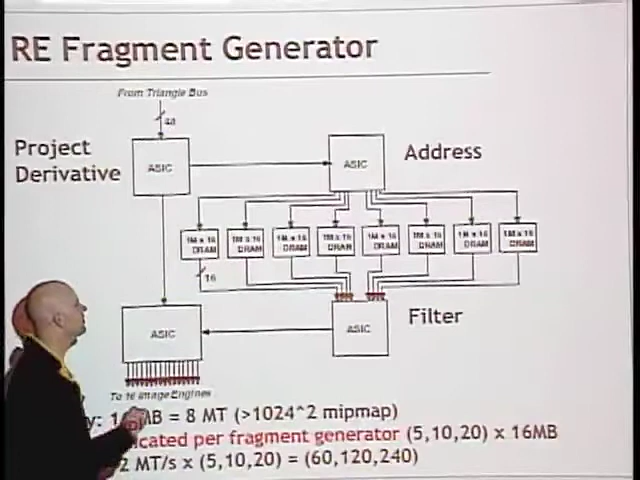 RE Fragment Generator
From Triangle Bus
48
Project
Derivative
ASIC
ASIC
Address
1M x 16
DRAM
1M x 16
DRAM
1M x 16
DRAM
1M x 16
DRAM
1M x 16
DRAM
1M x 16
DRAM
1M x 16
DRAM
1M x 16
DRAM
16
ASIC
ASIC
Filter
To 16 Image Engines
y: 16MB = 8 MT (>1024^2 mipmap)
icated per fragment generator (5,10,20) x 16MB
2 MT/s x (5,10,20) = (60,120,240)